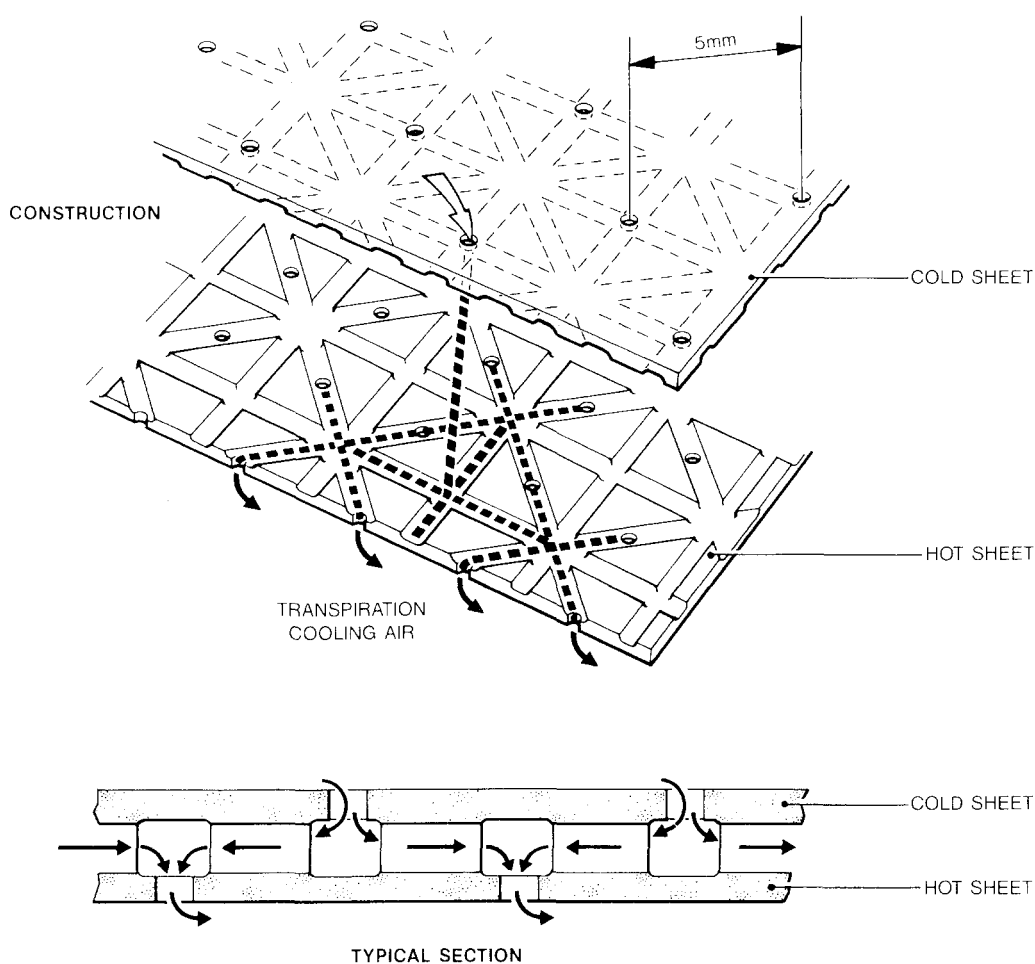 5mm
CONSTRUCTION
COLD SHEET
HOT SHEET
TRANSPIRATION
COOLING AIR
COLD SHEET
HOT SHEET
TYPICAL SECTION